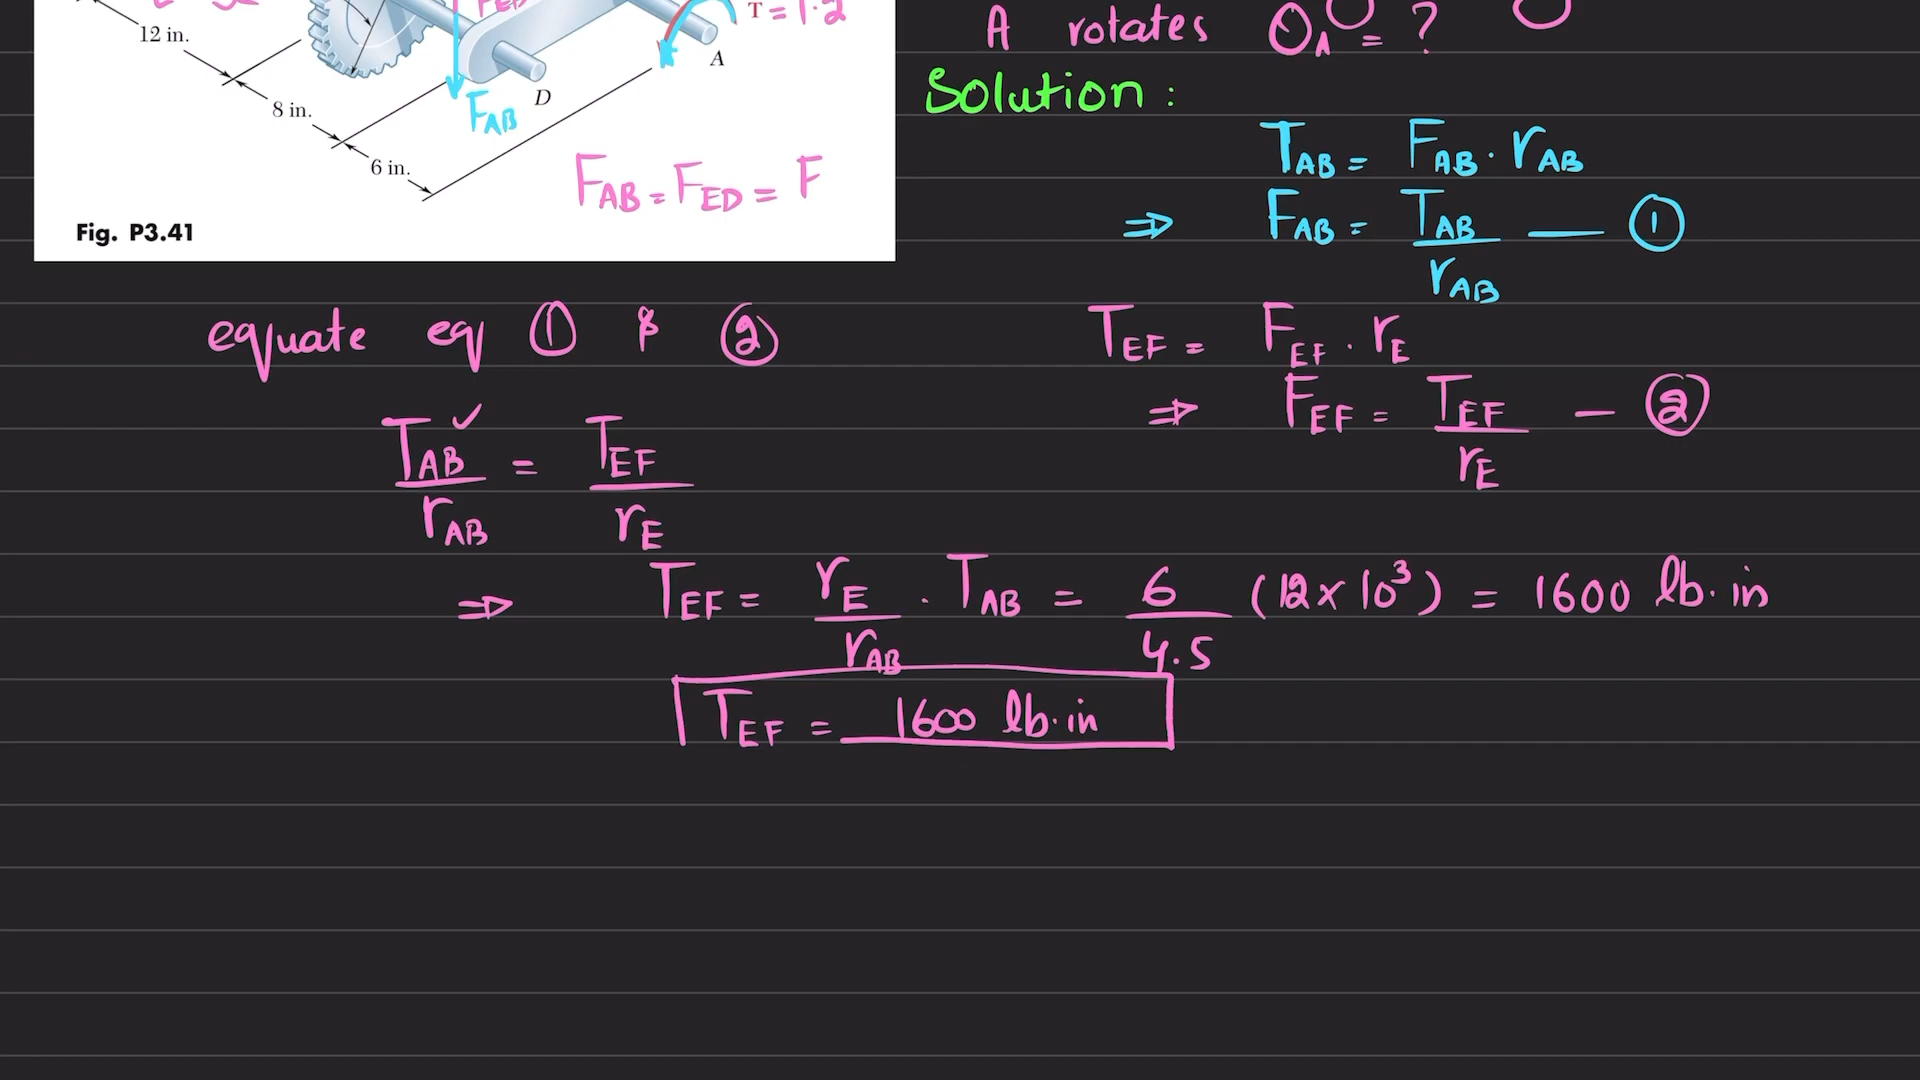 T = 1.2
12 in.
A
A rotates ΘA = ?
D
8 in.
FAB
Solution :
6 in.
TAB = FAB · rAB
FAB = FED = F
⇒ FAB = TAB / rAB — ①
Fig. P3.41
equate eq ① & ②
TEF = FEF · rE
⇒ FEF = TEF / rE — ②
TAB ✓ / rAB = TEF / rE
⇒ TEF = rE / rAB · TAB = 6 / 4.5 (12 x 10³) = 1600 lb·in
TEF = 1600 lb·in